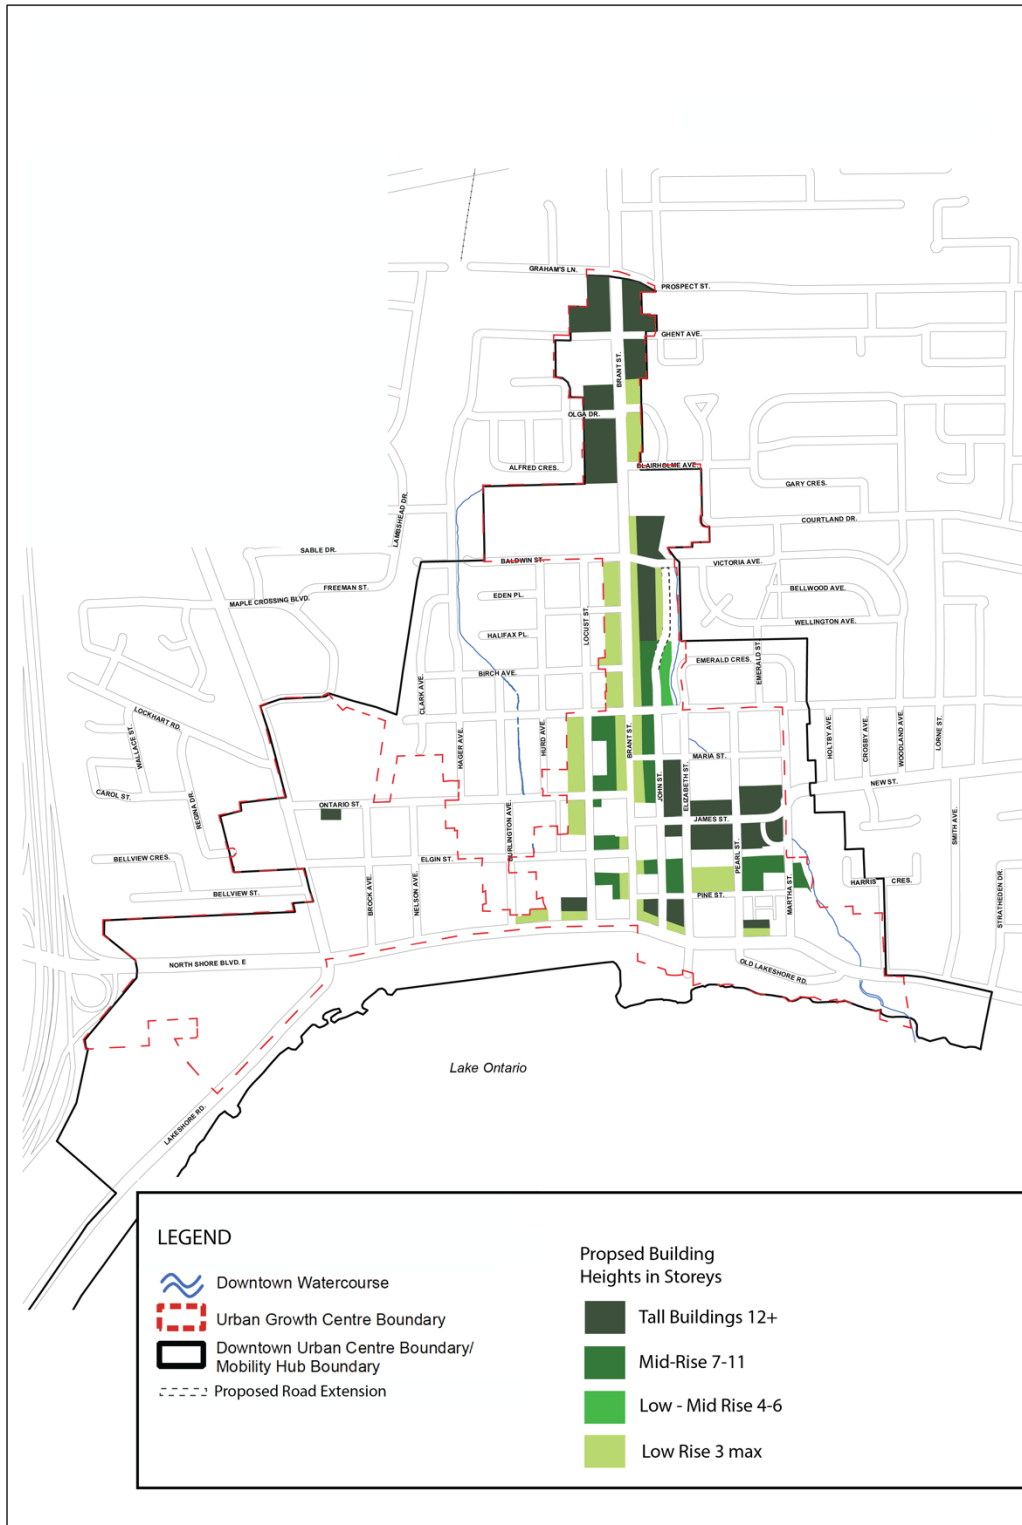 GRAHAM'S LN.
PROSPECT ST.
GHENT AVE.
BRANT ST.
OLGA DR.
ALFRED CRES.
BLAIRHOLME AVE.
GARY CRES.
LAMBSHEAD DR.
COURTLAND DR.
SABLE DR.
BALDWIN ST.
VICTORIA AVE.
FREEMAN ST.
BELLWOOD AVE.
MAPLE CROSSING BLVD.
EDEN PL.
LOCUST ST.
WELLINGTON AVE.
HALIFAX PL.
EMERALD ST.
EMERALD CRES.
BIRCH AVE.
CLARK AVE.
LOCKHART RD.
WALLACE ST.
HAGER AVE.
HURD AVE.
BRANT ST.
MARIA ST.
HOLTBY AVE.
CROSBY AVE.
WOODLAND AVE.
LORNE ST.
JOHN ST.
ELIZABETH ST.
NEW ST.
CAROL ST.
REGINA DR.
ONTARIO ST.
JAMES ST.
BURLINGTON AVE.
PEARL ST.
SMITH AVE.
BELLVIEW CRES.
ELGIN ST.
BROCK AVE.
NELSON AVE.
HARRIS CRES.
MARTHA ST.
STRATHEDEN DR.
BELLVIEW ST.
PINE ST.
NORTH SHORE BLVD. E
OLD LAKESHORE RD.
Lake Ontario
LAKESHORE RD.
LEGEND
Downtown Watercourse
Urban Growth Centre Boundary
Downtown Urban Centre Boundary/
Mobility Hub Boundary
Proposed Road Extension
Propsed Building
Heights in Storeys
Tall Buildings 12+
Mid-Rise 7-11
Low - Mid Rise 4-6
Low Rise 3 max